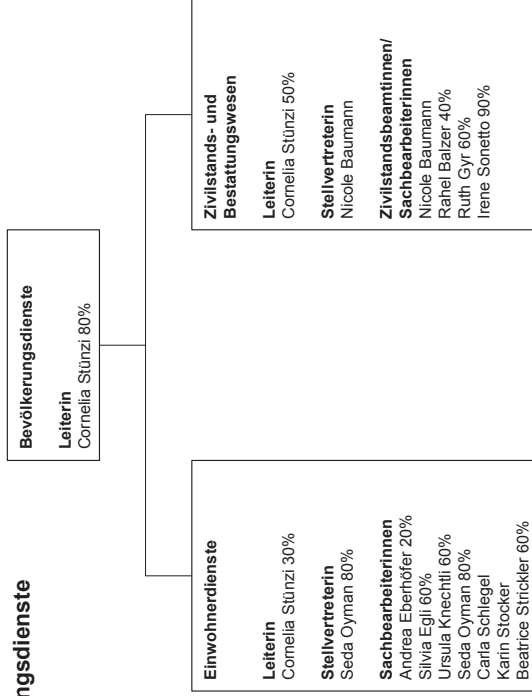 ngsdienste
Bevölkerungsdienste
Leiterin
Cornelia Stünzi 80%
Einwohnerdienste
Leiterin
Cornelia Stünzi 30%
Stellvertreterin
Seda Oyman 80%
Sachbearbeiterinnen
Andrea Eberhöfer 20%
Silvia Egli 60%
Ursula Knechtli 60%
Seda Oyman 80%
Carla Schlegel
Karin Stocker
Beatrice Strickler 60%
Zivilstands- und
Bestattungswesen
Leiterin
Cornelia Stünzi 50%
Stellvertreterin
Nicole Baumann
Zivilstandsbeamtinnen/
Sachbearbeiterinnen
Nicole Baumann
Rahel Balzer 40%
Ruth Gyr 60%
Irene Sonetto 90%